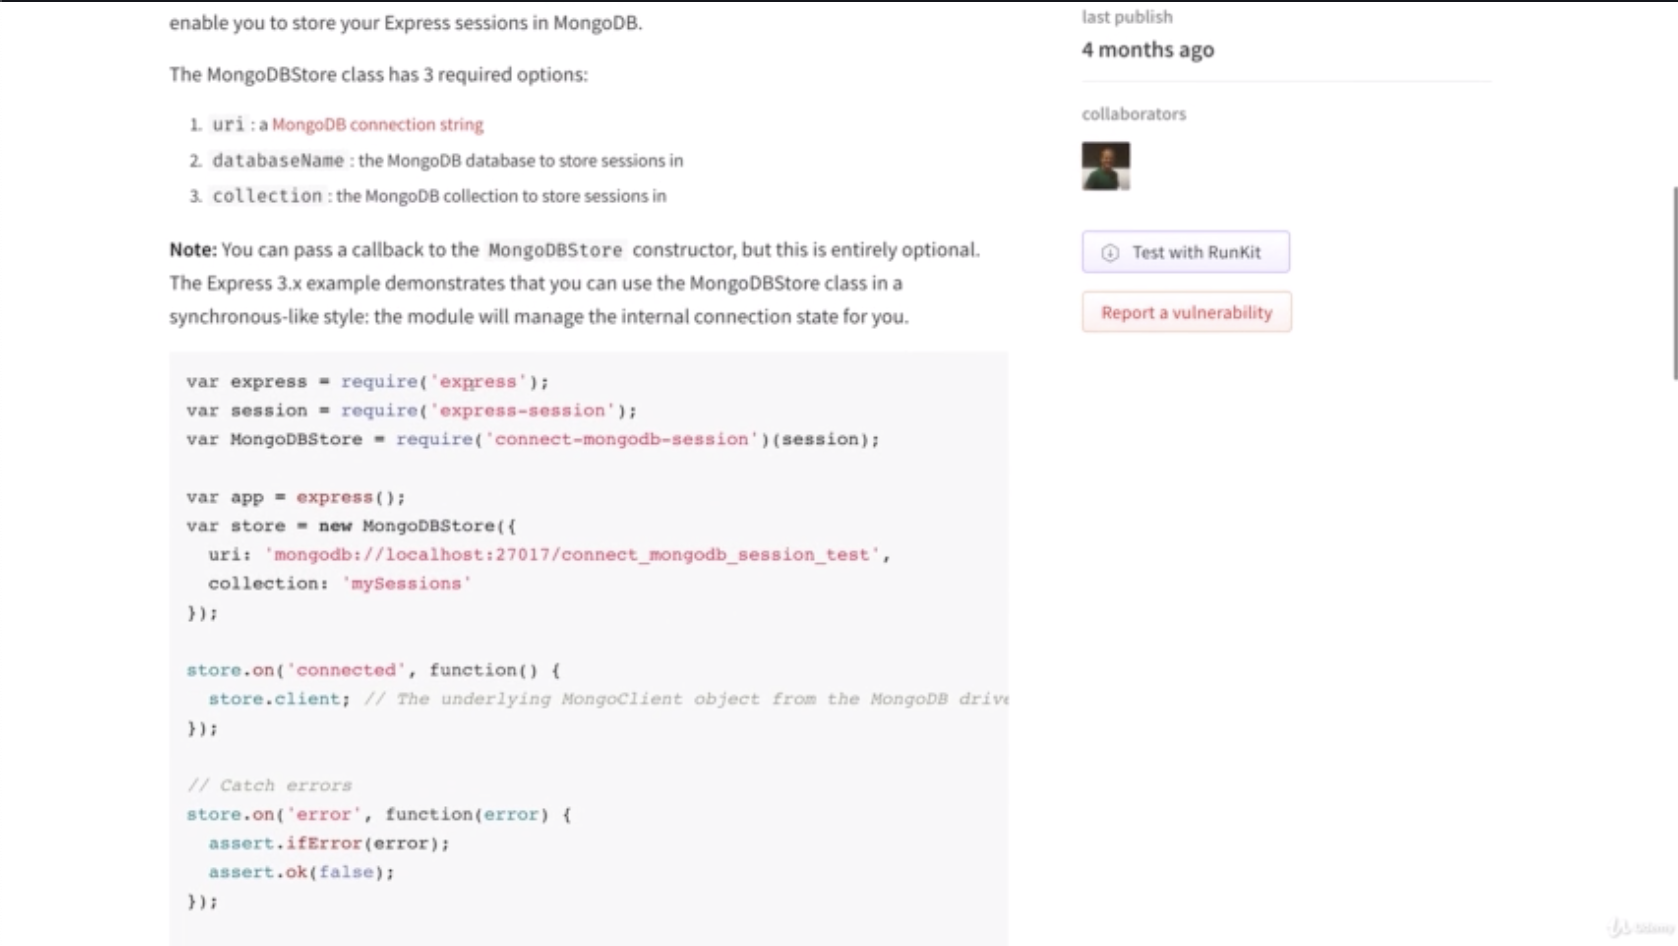 enable you to store your Express sessions in MongoDB.
The MongoDBStore class has 3 required options:
1. uri : a MongoDB connection string
2. databaseName : the MongoDB database to store sessions in
3. collection : the MongoDB collection to store sessions in
Note: You can pass a callback to the MongoDBStore constructor, but this is entirely optional.
The Express 3.x example demonstrates that you can use the MongoDBStore class in a
synchronous-like style: the module will manage the internal connection state for you.
var express = require('express');
var session = require('express-session');
var MongoDBStore = require('connect-mongodb-session')(session);
var app = express();
var store = new MongoDBStore({
  uri: 'mongodb://localhost:27017/connect_mongodb_session_test',
  collection: 'mySessions'
});
store.on('connected', function() {
  store.client; // The underlying MongoClient object from the MongoDB drive
});
// Catch errors
store.on('error', function(error) {
  assert.ifError(error);
  assert.ok(false);
});
last publish
4 months ago
collaborators
Test with RunKit
Report a vulnerability
Udemy